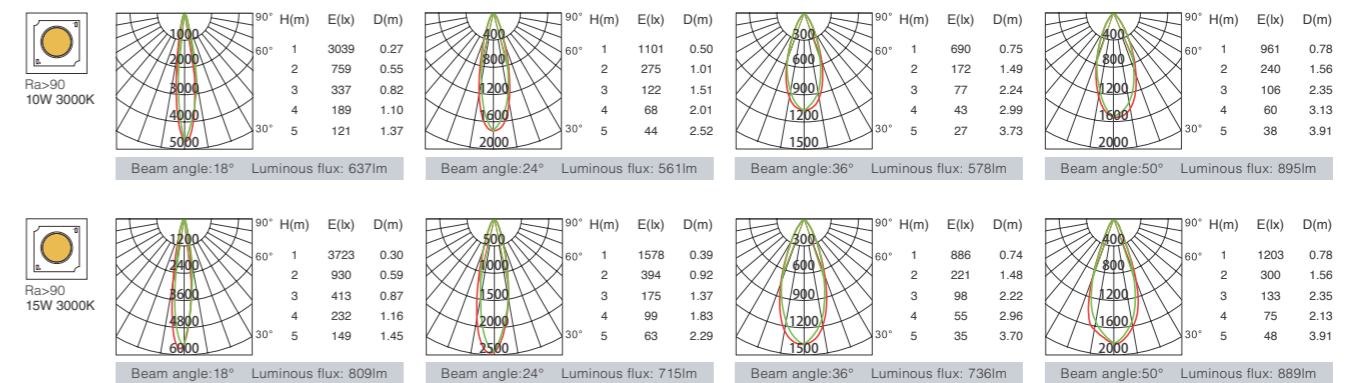 90° H(m) E(lx) D(m)
1000
60° 1 3039 0.27
2000
2 759 0.55
3000
3 337 0.82
4000
4 189 1.10
30° 5 121 1.37
5000
Beam angle:18° Luminous flux: 637lm
90° H(m) E(lx) D(m)
400
60° 1 1101 0.50
800
2 275 1.01
1200
3 122 1.51
1600
4 68 2.01
30° 5 44 2.52
2000
Beam angle:24° Luminous flux: 561lm
90° H(m) E(lx) D(m)
300
60° 1 690 0.75
600
2 172 1.49
900
3 77 2.24
1200
4 43 2.99
30° 5 27 3.73
1500
Beam angle:36° Luminous flux: 578lm
90° H(m) E(lx) D(m)
400
60° 1 961 0.78
800
2 240 1.56
1200
3 106 2.35
1600
4 60 3.13
30° 5 38 3.91
2000
Beam angle:50° Luminous flux: 895lm
Ra>90
10W 3000K
90° H(m) E(lx) D(m)
1200
60° 1 3723 0.30
2400
2 930 0.59
3600
3 413 0.87
4800
4 232 1.16
30° 5 149 1.45
6000
Beam angle:18° Luminous flux: 809lm
90° H(m) E(lx) D(m)
500
60° 1 1578 0.39
1000
2 394 0.92
1500
3 175 1.37
2000
4 99 1.83
30° 5 63 2.29
2500
Beam angle:24° Luminous flux: 715lm
90° H(m) E(lx) D(m)
300
60° 1 886 0.74
600
2 221 1.48
900
3 98 2.22
1200
4 55 2.96
30° 5 35 3.70
1500
Beam angle:36° Luminous flux: 736lm
90° H(m) E(lx) D(m)
400
60° 1 1203 0.78
800
2 300 1.56
1200
3 133 2.35
1600
4 75 2.13
30° 5 48 3.91
2000
Beam angle:50° Luminous flux: 889lm
Ra>90
15W 3000K